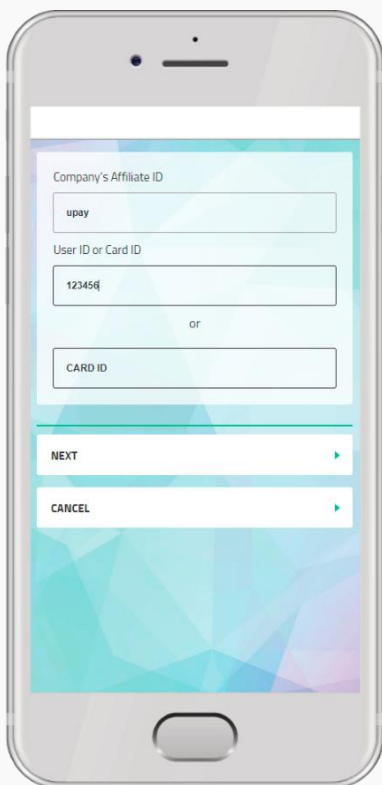 Company's Affiliate ID
upay
User ID or Card ID
123456
or
CARD ID
NEXT
CANCEL